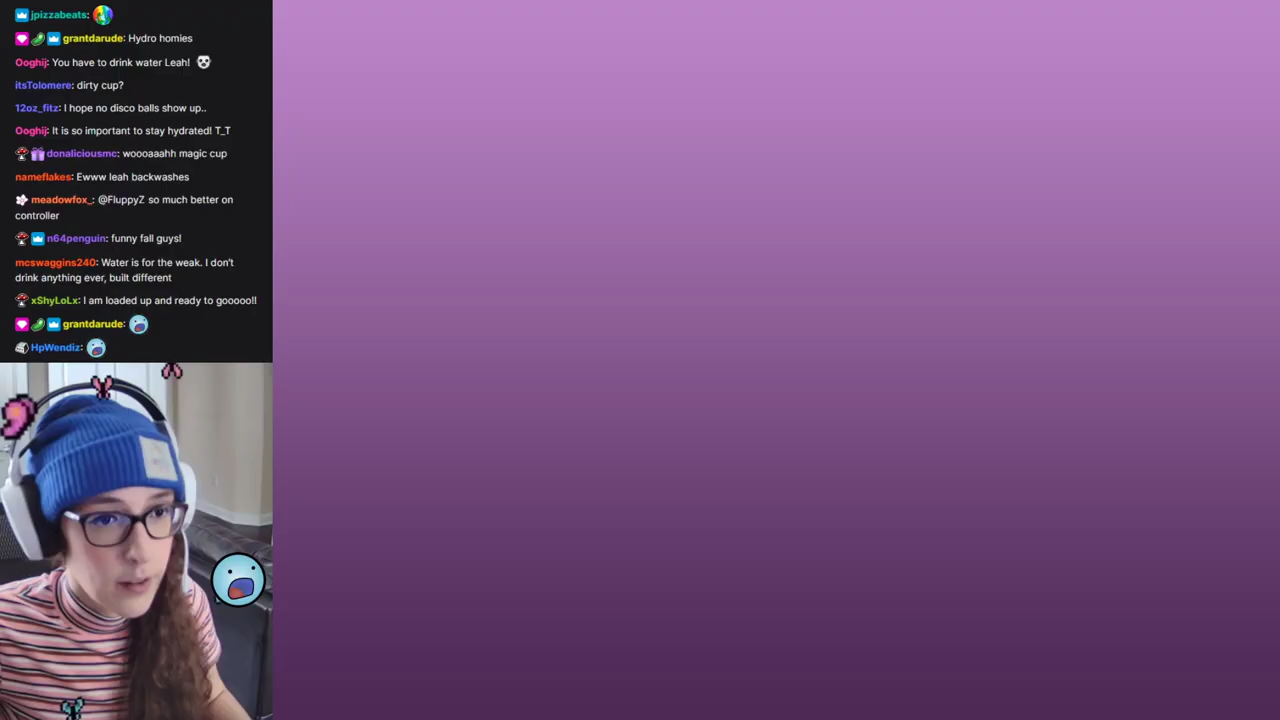 jpizzabeats:
grantdarude: Hydro homies
Ooghij: You have to drink water Leah!
itsTolomere: dirty cup?
12oz_fitz: I hope no disco balls show up..
Ooghij: It is so important to stay hydrated! T_T
donaliciousmc: woooaaahh magic cup
nameflakes: Ewww leah backwashes
meadowfox_: @FluppyZ so much better on
controller
n64penguin: funny fall guys!
mcswaggins240: Water is for the weak. I don't
drink anything ever, built different
xShyLoLx: I am loaded up and ready to gooooo!!
grantdarude:
HpWendiz: